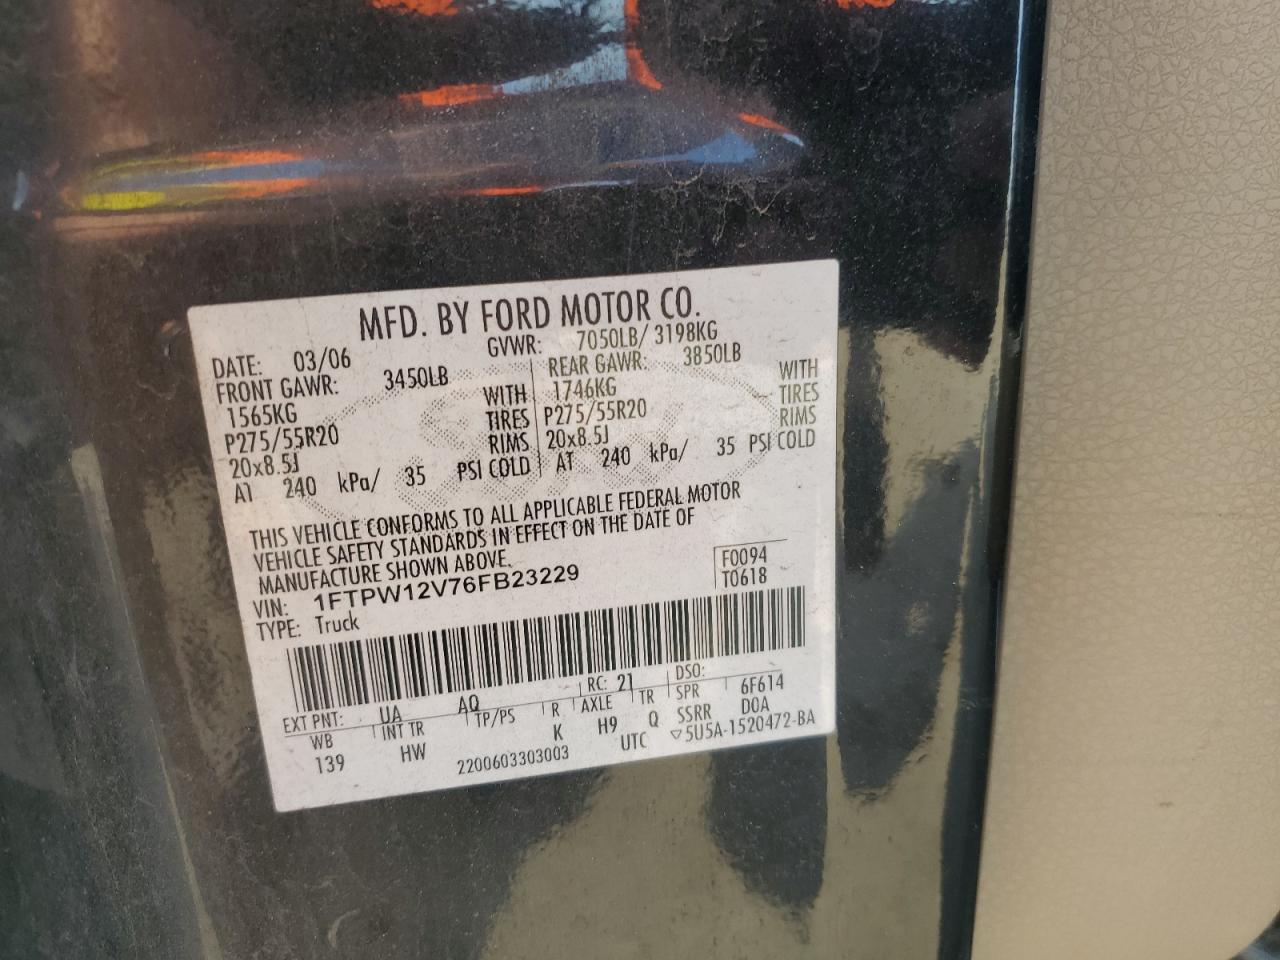 MFD. BY FORD MOTOR CO.
DATE: 03/06 GVWR: 7050LB/ 3198KG
FRONT GAWR: 3450LB REAR GAWR: 3850LB
1565KG WITH 1746KG WITH
P275/55R20 TIRES P275/55R20 TIRES
20x8.5J RIMS 20x8.5J RIMS
AT 240 kPa/ 35 PSI COLD AT 240 kPa/ 35 PSI COLD
THIS VEHICLE CONFORMS TO ALL APPLICABLE FEDERAL MOTOR
VEHICLE SAFETY STANDARDS IN EFFECT ON THE DATE OF
MANUFACTURE SHOWN ABOVE.
VIN: 1FTPW12V76FB23229 F0094
TYPE: Truck T0618
EXT PNT: UA AQ RC: 21 DSO:
WB INT TR TP/PS R AXLE TR SPR 6F614
139 HW K H9 Q SSRR DOA
2200603303003 UTC ▽5U5A-1520472-BA